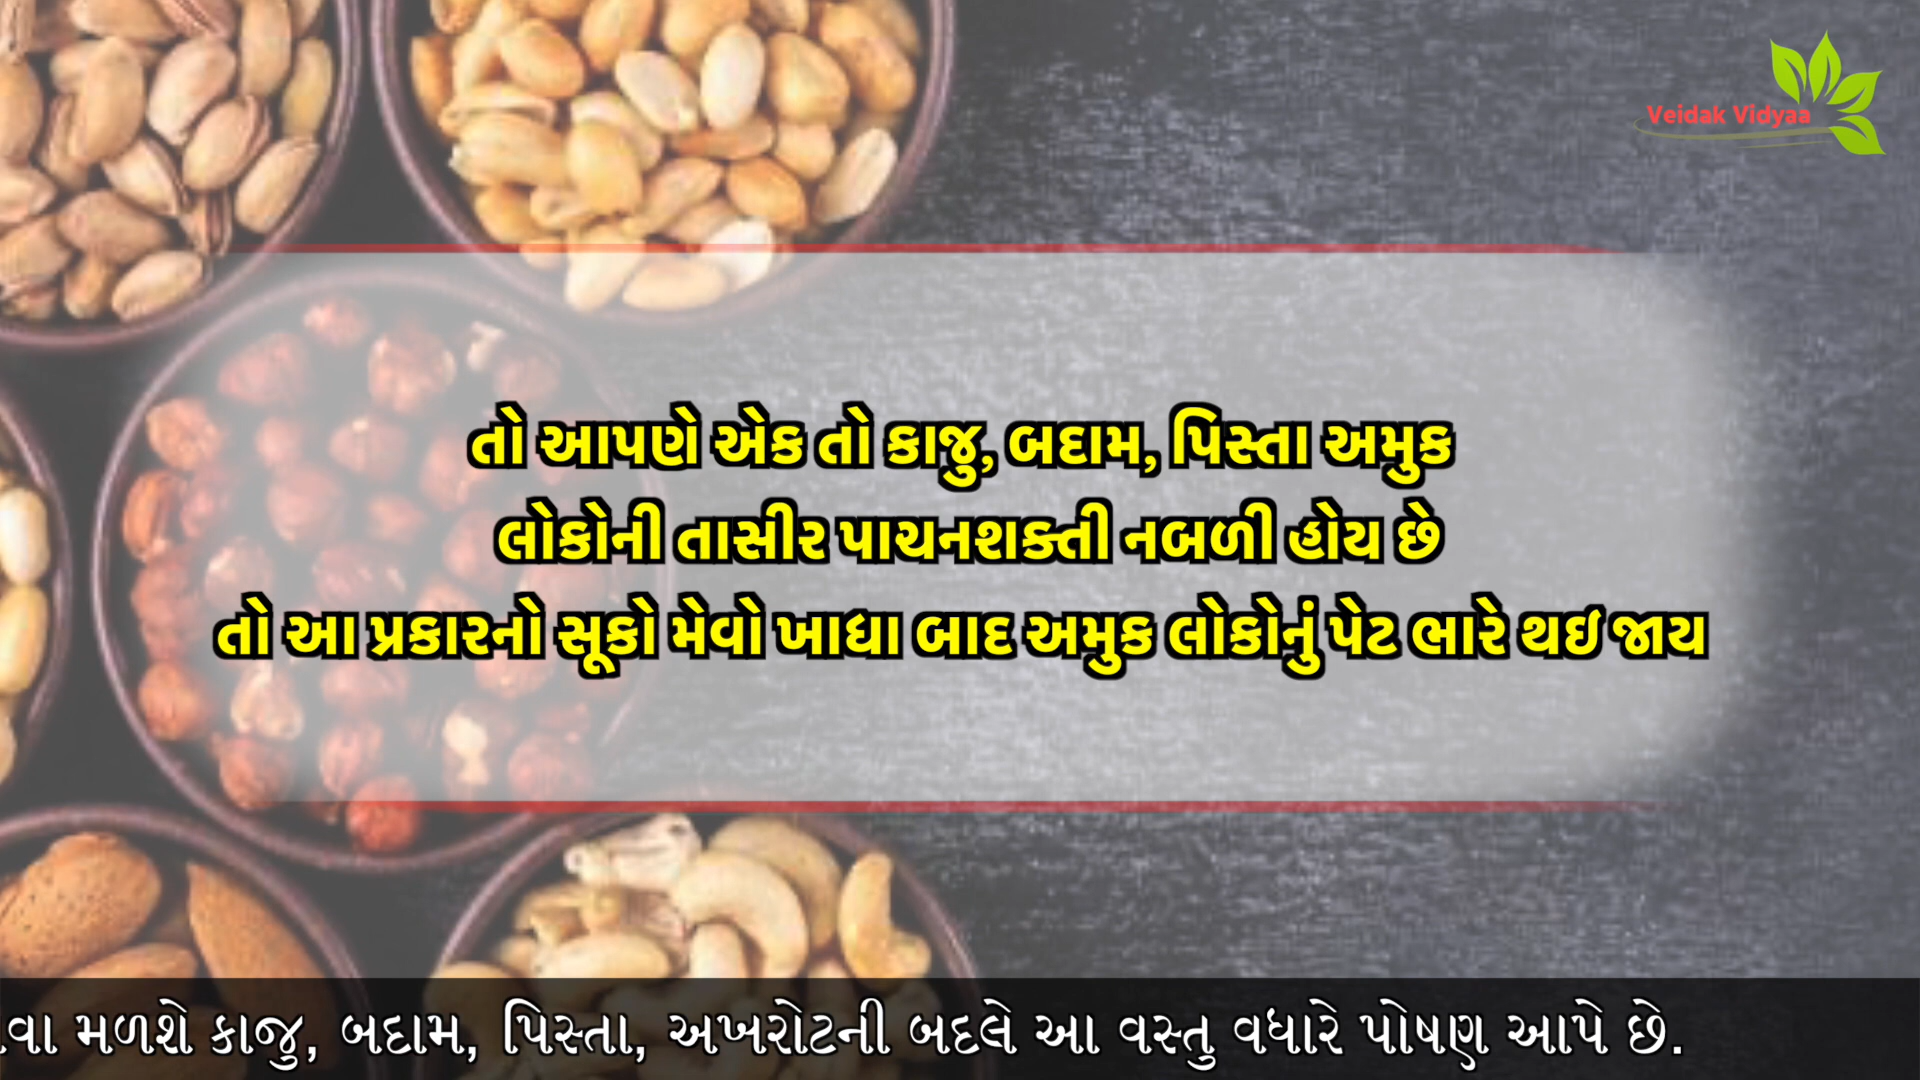 Veidak Vidyaa
તો આપણે એક તો કાજુ, બદામ, પિસ્તા અમુક
લોકોની તાસીર પાચનશક્તી નબળી હોય છે
તો આ પ્રકારનો સૂકો મેવો ખાધા બાદ અમુક લોકોનું પેટ ભારે થઇ જાય
મળશે કાજુ, બદામ, પિસ્તા, અખરોટની બદલે આ વસ્તુ વધારે પોષણ આપે છે.